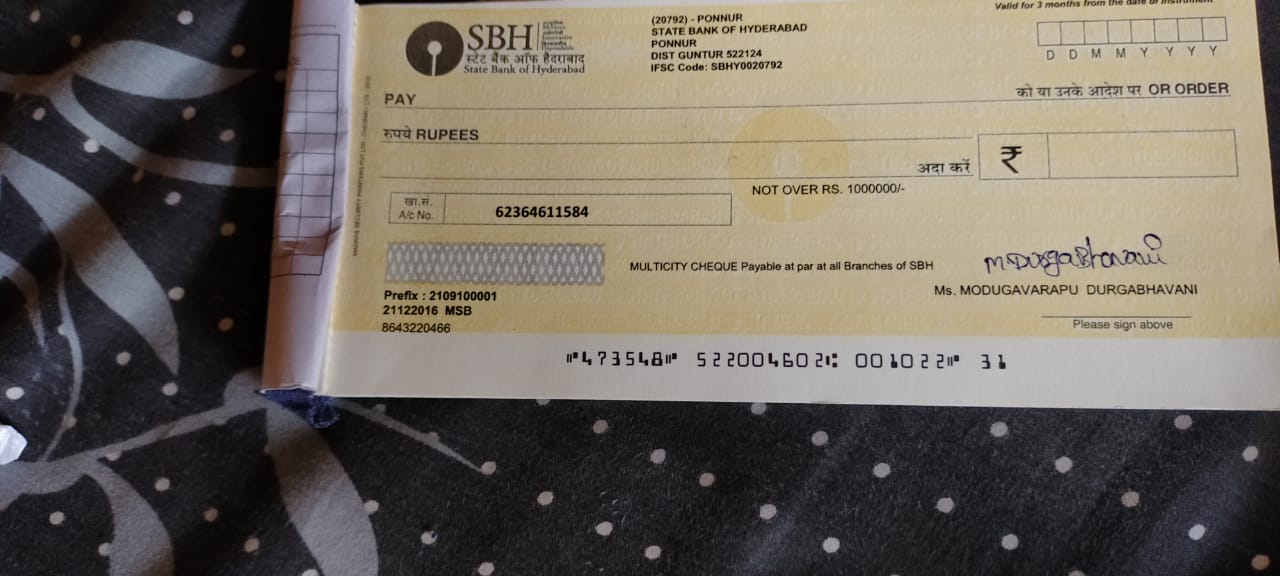 Valid for 3 months from the date of instrument
SBH
स्टेट बैंक ऑफ हैदराबाद
State Bank of Hyderabad
(20792) - PONNUR
STATE BANK OF HYDERABAD
PONNUR
DIST GUNTUR 522124
IFSC Code: SBHY0020792
D D M M Y Y Y Y
PAY
को या उनके आदेश पर OR ORDER
रुपये RUPEES
अदा करें
₹
NOT OVER RS. 1000000/-
खा.सं.
A/c No.
62364611584
MULTICITY CHEQUE Payable at par at all Branches of SBH
M.Durgabhavani
Ms. MODUGAVARAPU DURGABHAVANI
Prefix : 2109100001
21122016 MSB
8643220466
Please sign above
⑈473548⑈ 522004602⑆ 001022⑈ 31